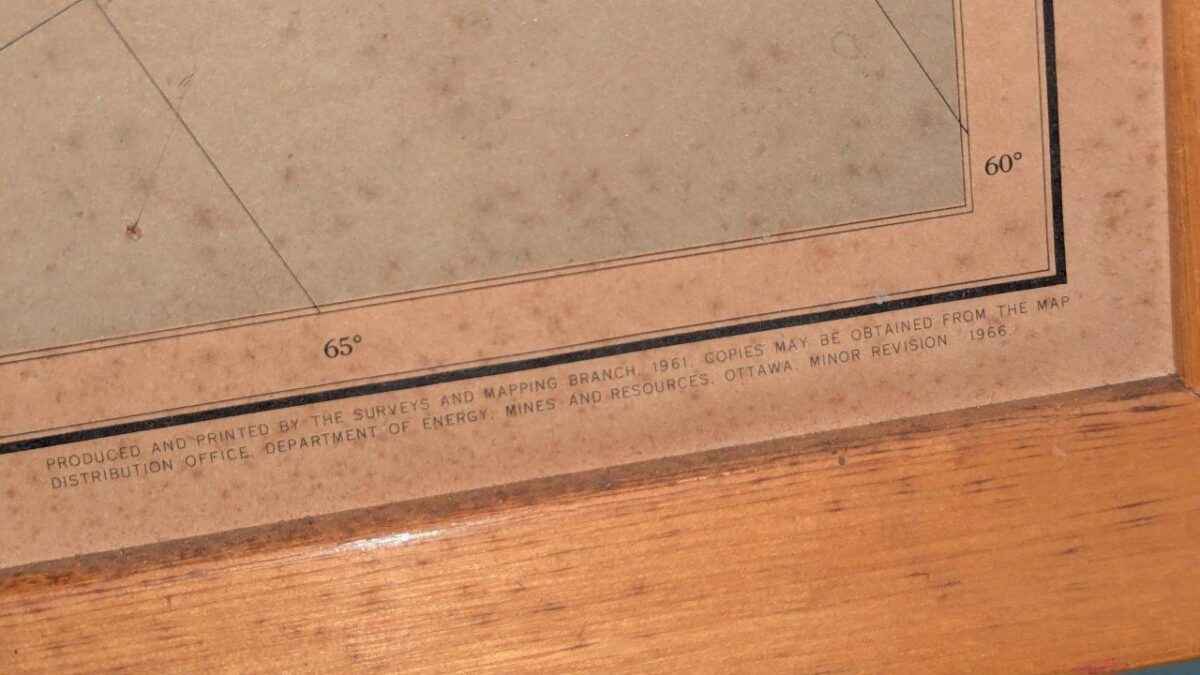 60°
65°
PRODUCED AND PRINTED BY THE SURVEYS AND MAPPING BRANCH, 1961. COPIES MAY BE OBTAINED FROM THE MAP
DISTRIBUTION OFFICE, DEPARTMENT OF ENERGY, MINES AND RESOURCES, OTTAWA. MINOR REVISION, 1966.